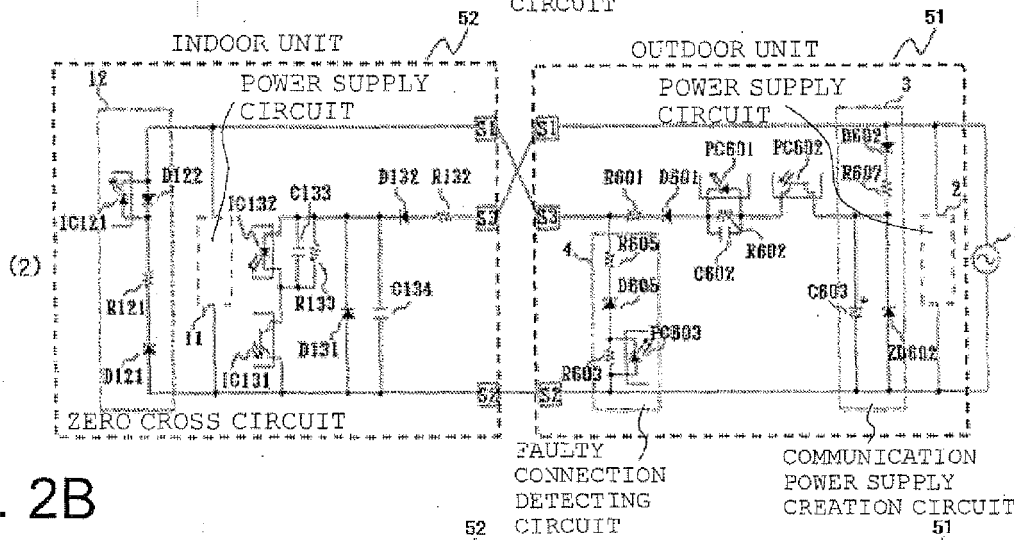 CIRCUIT
52
51
INDOOR UNIT
OUTDOOR UNIT
12
POWER SUPPLY
CIRCUIT
POWER SUPPLY
CIRCUIT
3
S1
S1
D602
PC601
PC602
D122
C133
D132
R132
R601
D601
R607
2
IC132
IC121
S3
S3
(2)
4
R605
R602
C602
R121
R133
C134
D605
C603
11
D131
PC603
D121
IC131
R603
ZD602
S2
S2
ZERO CROSS CIRCUIT
FAULTY
CONNECTION
DETECTING
CIRCUIT
COMMUNICATION
POWER SUPPLY
CREATION CIRCUIT
. 2B
52
51